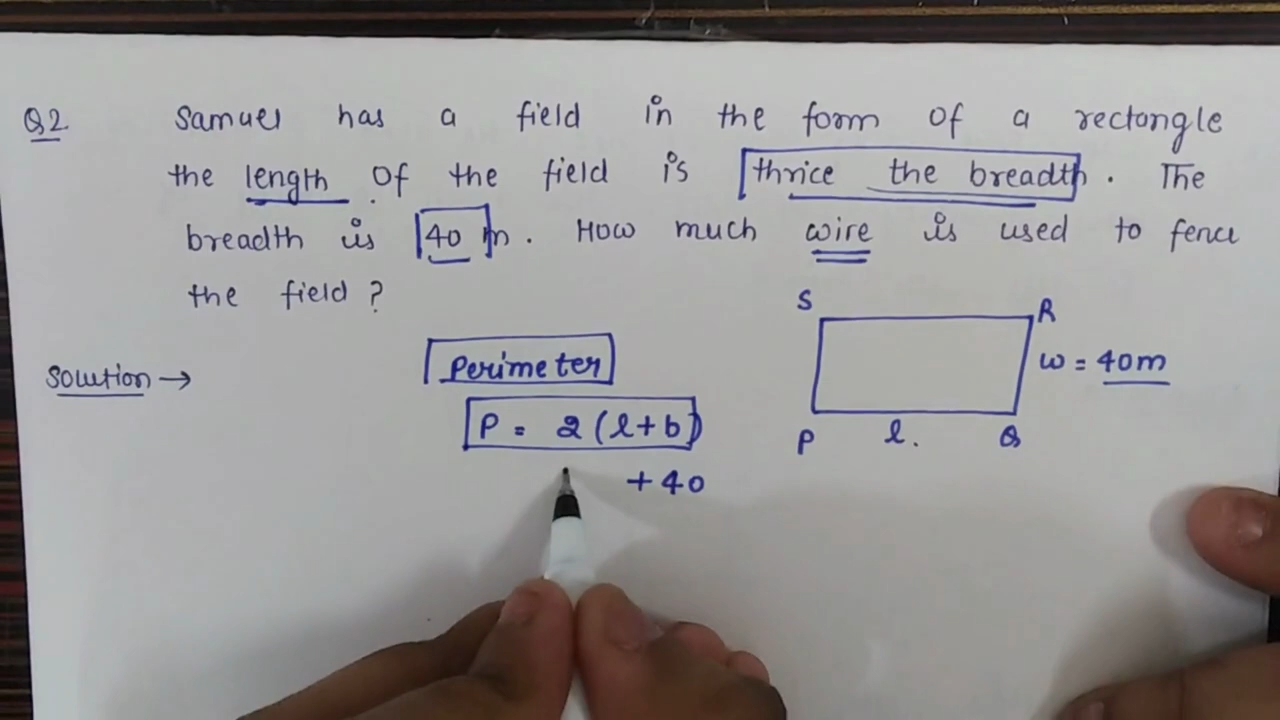 Q2 Samuel has a field in the form of a rectangle
the length of the field is thrice the breadth. The
breadth is 40 m. How much wire is used to fence
the field?
S R
Solution → Perimeter w = 40m
P = 2(l+b)
P l. Q
+40